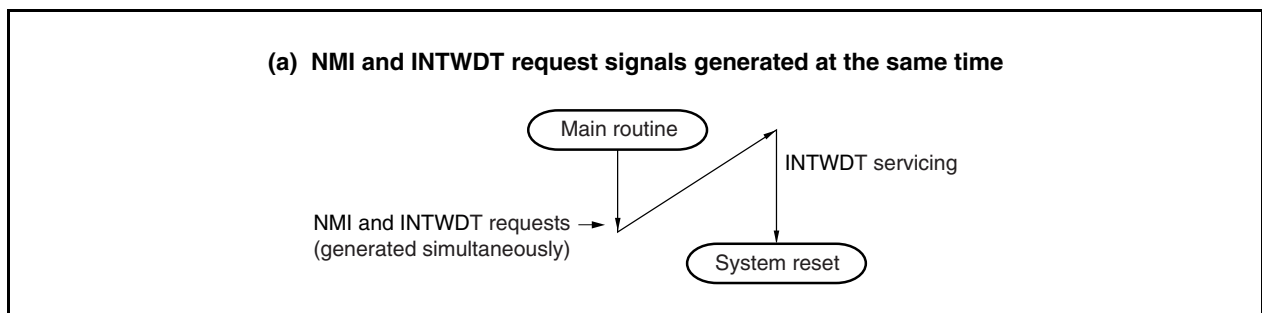 (a) NMI and INTWDT request signals generated at the same time
Main routine
INTWDT servicing
NMI and INTWDT requests
(generated simultaneously)
System reset